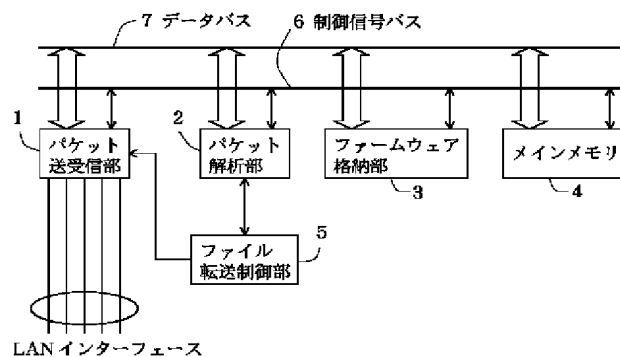 7 データバス
6 制御信号バス
1
パケット
送受信部
2
パケット
解析部
ファームウェア
格納部
3
メインメモリ
4
ファイル
転送制御部
5
LANインターフェース